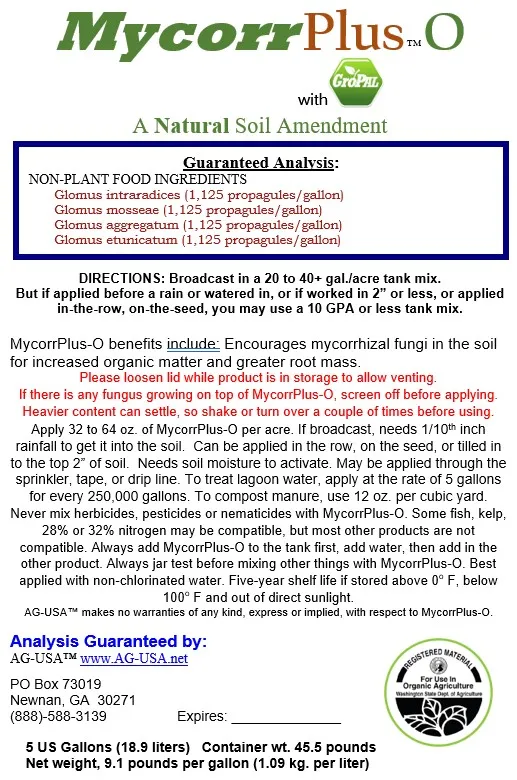 MycorrPlus™-O
with GroPAL
A Natural Soil Amendment
Guaranteed Analysis:
NON-PLANT FOOD INGREDIENTS
Glomus intraradices (1,125 propagules/gallon)
Glomus mosseae (1,125 propagules/gallon)
Glomus aggregatum (1,125 propagules/gallon)
Glomus etunicatum (1,125 propagules/gallon)
DIRECTIONS: Broadcast in a 20 to 40+ gal./acre tank mix.
But if applied before a rain or watered in, or if worked in 2” or less, or applied
in-the-row, on-the-seed, you may use a 10 GPA or less tank mix.
MycorrPlus-O benefits include: Encourages mycorrhizal fungi in the soil
for increased organic matter and greater root mass.
Please loosen lid while product is in storage to allow venting.
If there is any fungus growing on top of MycorrPlus-O, screen off before applying.
Heavier content can settle, so shake or turn over a couple of times before using.
Apply 32 to 64 oz. of MycorrPlus-O per acre. If broadcast, needs 1/10th inch
rainfall to get it into the soil.  Can be applied in the row, on the seed, or tilled in
to the top 2” of soil.  Needs soil moisture to activate. May be applied through the
sprinkler, tape, or drip line. To treat lagoon water, apply at the rate of 5 gallons
for every 250,000 gallons. To compost manure, use 12 oz. per cubic yard.
Never mix herbicides, pesticides or nematicides with MycorrPlus-O. Some fish, kelp,
28% or 32% nitrogen may be compatible, but most other products are not
compatible. Always add MycorrPlus-O to the tank first, add water, then add in the
other product. Always jar test before mixing other things with MycorrPlus-O. Best
applied with non-chlorinated water. Five-year shelf life if stored above 0° F, below
100° F and out of direct sunlight.
AG-USA™ makes no warranties of any kind, express or implied, with respect to MycorrPlus-O.
Analysis Guaranteed by:
AG-USA™ www.AG-USA.net
PO Box 73019
Newnan, GA  30271
(888)-588-3139 Expires: _______________
REGISTERED MATERIAL
For Use In
Organic Agriculture
Washington State Dept. of Agriculture
5 US Gallons (18.9 liters)   Container wt. 45.5 pounds
Net weight, 9.1 pounds per gallon (1.09 kg. per liter)